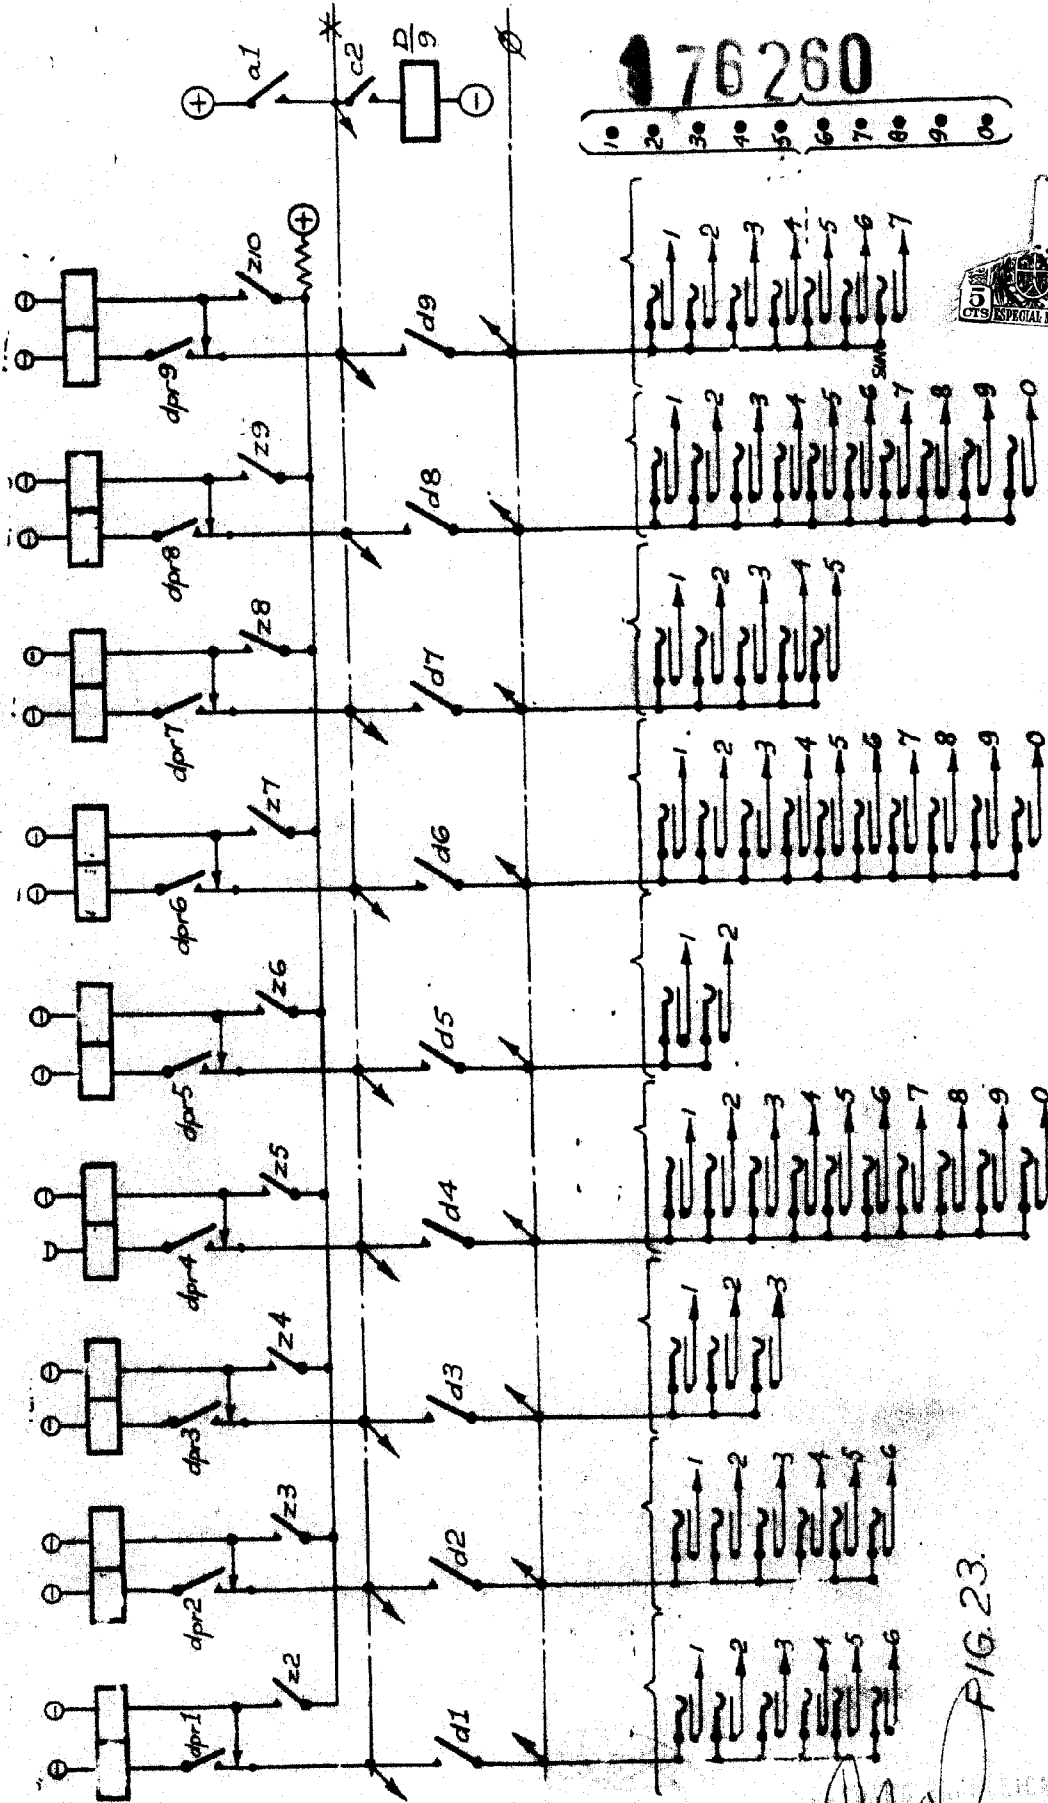 a1
c2
D
9
176260
1 2 3 4 5 6 7 8 9 0
z10
dpr9
d9
1 2 3 4 5 6 7
SUN
CTS
ESPECIAL
z9
dpr8
d8
1 2 3 4 5 6 7 8 9 0
z8
dpr7
d7
1 2 3 4 5
z7
dpr6
d6
1 2 3 4 5 6 7 8 9 0
z6
dpr5
d5
1 2
z5
dpr4
d4
1 2 3 4 5 6 7 8 9 0
z4
dpr3
d3
1 2 3
z3
dpr2
d2
1 2 3 4 5 6
z2
dpr1
d1
1 2 3 4 5 6
FIG. 23.